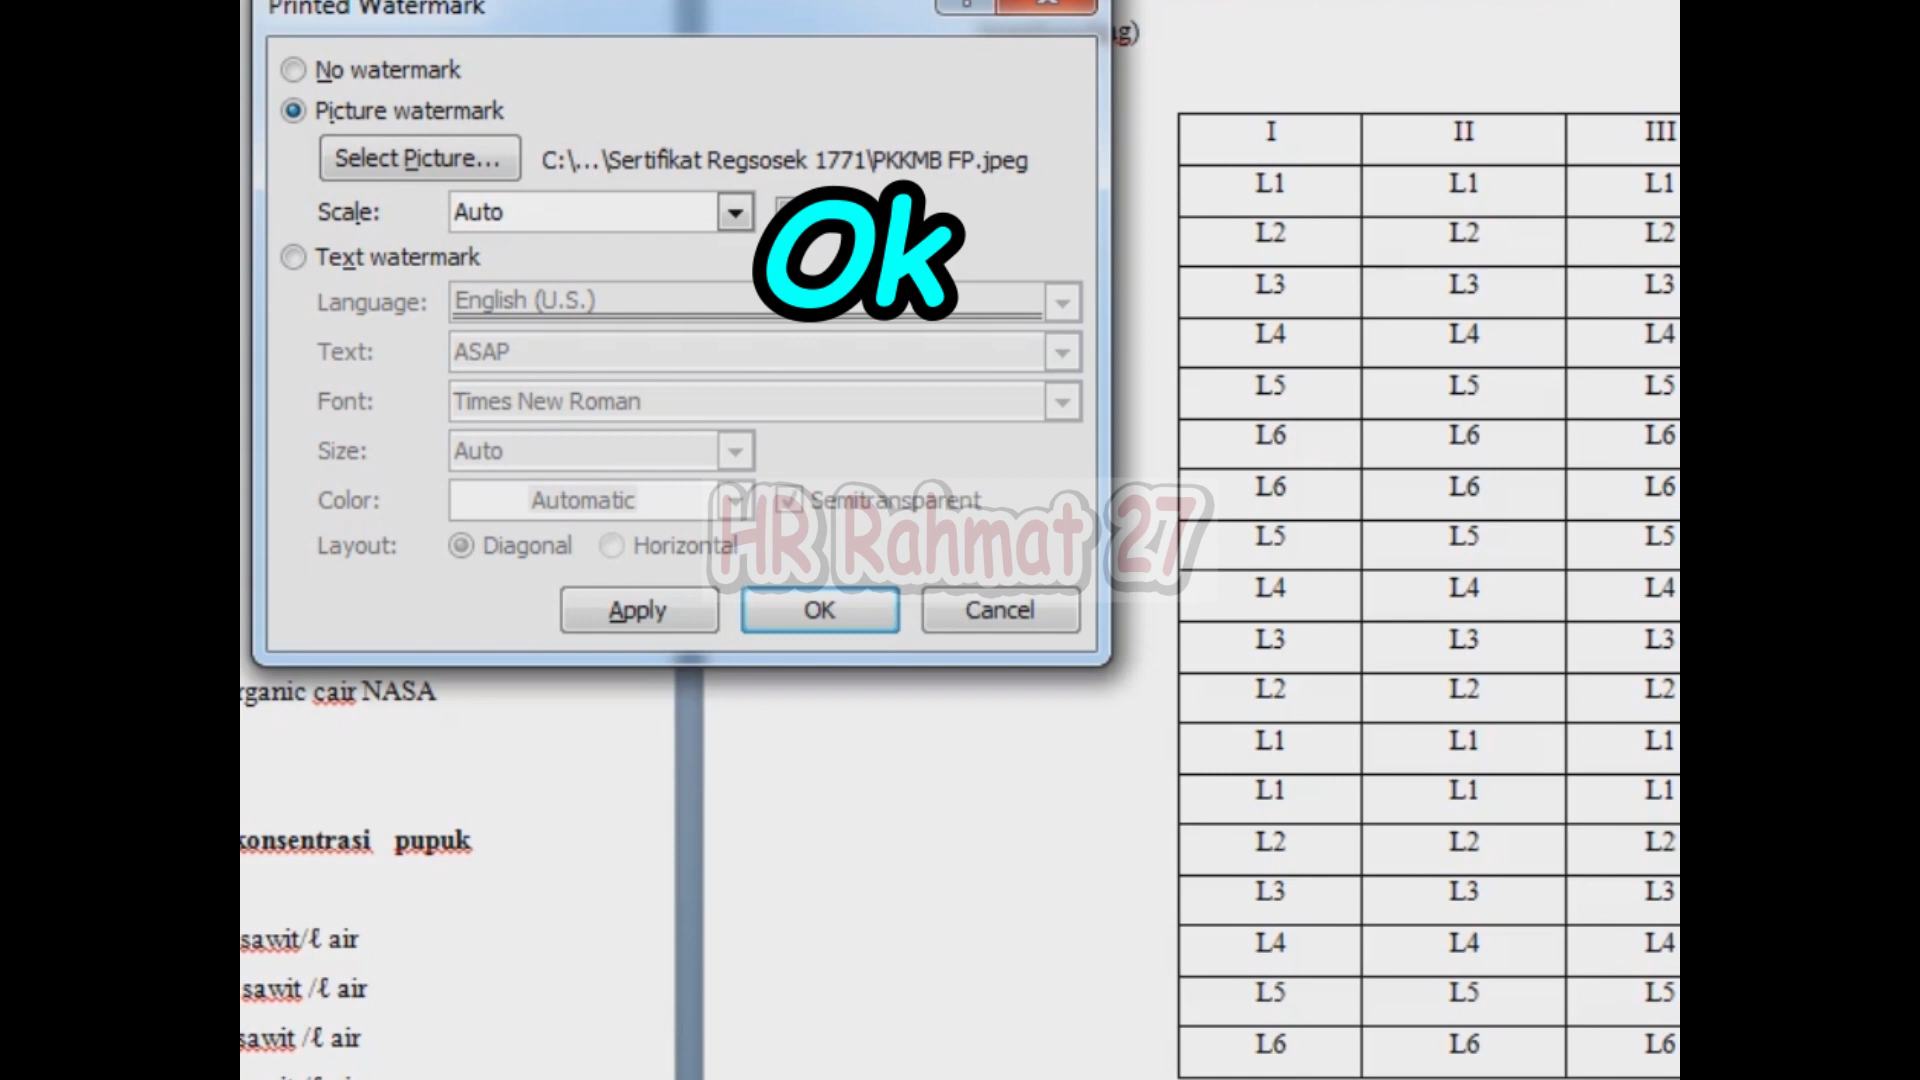 Printed Watermark
No watermark
Picture watermark
Select Picture... C:\...\Sertifikat Regsosek 1771\PKKMB FP.jpeg
Scale: Auto
Ok
Text watermark
Language: English (U.S.)
Text: ASAP
Font: Times New Roman
Size: Auto
Color: Automatic Semitransparent
Layout: Diagonal Horizontal
HR Rahmat 27
Apply OK Cancel
rganic cair NASA
konsentrasi pupuk
sawit/ℓ air
sawit /ℓ air
sawit /ℓ air
g)
I II III
L1 L1 L1
L2 L2 L2
L3 L3 L3
L4 L4 L4
L5 L5 L5
L6 L6 L6
L6 L6 L6
L5 L5 L5
L4 L4 L4
L3 L3 L3
L2 L2 L2
L1 L1 L1
L1 L1 L1
L2 L2 L2
L3 L3 L3
L4 L4 L4
L5 L5 L5
L6 L6 L6